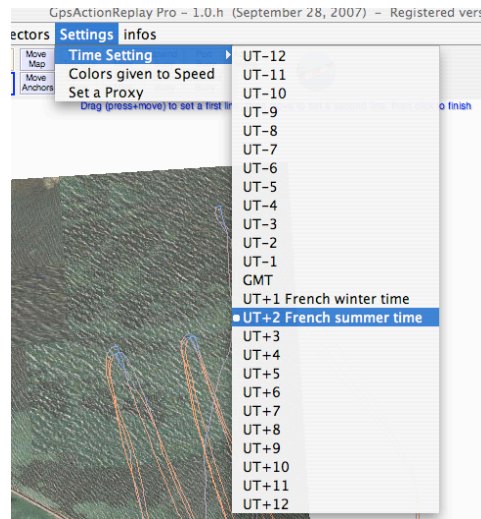 GpsActionReplay Pro – 1.0.h (September 28, 2007) – Registered vers
ectors Settings infos
Move Map
Move Anchors
Time Setting
Colors given to Speed
Set a Proxy
Drag (press+move) to set a first lin
o finish
UT–12
UT–11
UT–10
UT–9
UT–8
UT–7
UT–6
UT–5
UT–4
UT–3
UT–2
UT–1
GMT
UT+1 French winter time
UT+2 French summer time
UT+3
UT+4
UT+5
UT+6
UT+7
UT+8
UT+9
UT+10
UT+11
UT+12